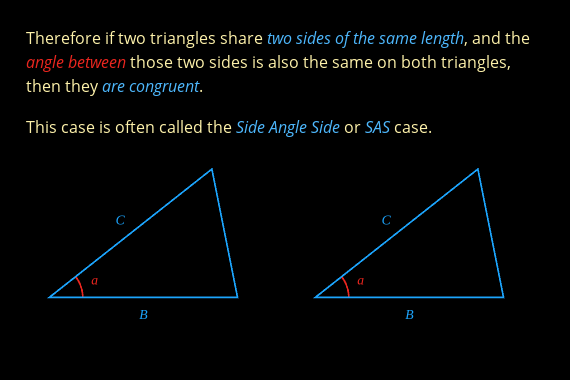 Therefore if two triangles share two sides of the same length, and the
angle between those two sides is also the same on both triangles,
then they are congruent.
This case is often called the Side Angle Side or SAS case.
C
C
a
a
B
B